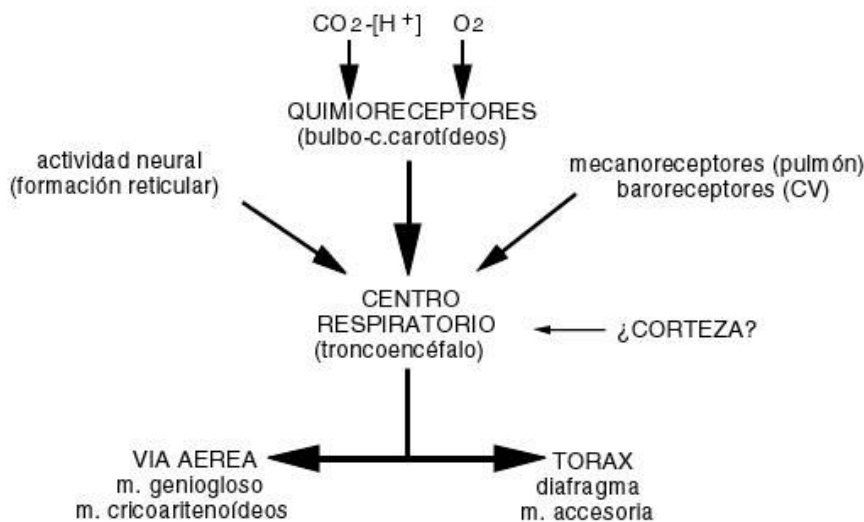 CO2-[H+] O2
QUIMIORECEPTORES
(bulbo-c.carotídeos)
actividad neural
(formación reticular)
mecanoreceptores (pulmón)
baroreceptores (CV)
CENTRO
RESPIRATORIO
(troncoencéfalo)
¿CORTEZA?
VIA AEREA
m. geniogloso
m. cricoaritenoídeos
TORAX
diafragma
m. accesoria